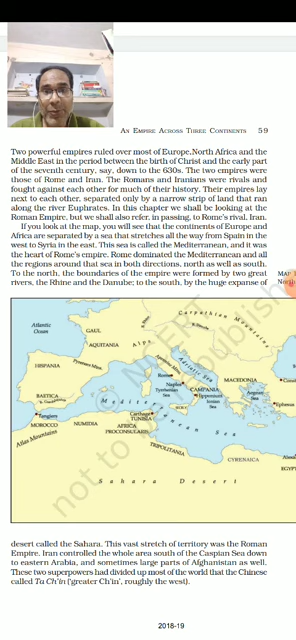 AN EMPIRE ACROSS THREE CONTINENTS 59
Two powerful empires ruled over most of Europe, North Africa and the
Middle East in the period between the birth of Christ and the early part
of the seventh century, say, down to the 630s. The two empires were
those of Rome and Iran. The Romans and Iranians were rivals and
fought against each other for much of their history. Their empires lay
next to each other, separated only by a narrow strip of land that ran
along the river Euphrates. In this chapter we shall be looking at the
Roman Empire, but we shall also refer, in passing, to Rome's rival, Iran.
If you look at the map, you will see that the continents of Europe and
Africa are separated by a sea that stretches all the way from Spain in the
west to Syria in the east. This sea is called the Mediterranean, and it was
the heart of Rome's empire. Rome dominated the Mediterranean and all
the regions around that sea in both directions, north as well as south.
To the north, the boundaries of the empire were formed by two great
rivers, the Rhine and the Danube; to the south, by the huge expanse of
MAP
Carpathian Mountains
Atlantic
Ocean
GAUL
R. Rhine
R. Danube
AQUITANIA
Alps
Pyrenees Mtns
HISPANIA
Adriatic Sea
Rome
Naples
Tyrrhenian
Sea
CAMPANIA
MACEDONIA
BAETICA
Hipponium
Ionian
Sea
Aegean
Sea
Ephesus
Tangiers
Mediterranean Sea
SICILY
Carthage
TUNISIA
MOROCCO
NUMIDIA
AFRICA
PROCONSULARIS
Atlas Mountains
TRIPOLITANIA
CYRENAICA
EGYPT
Sahara Desert
not to be republish
desert called the Sahara. This vast stretch of territory was the Roman
Empire. Iran controlled the whole area south of the Caspian Sea down
to eastern Arabia, and sometimes large parts of Afghanistan as well.
These two superpowers had divided up most of the world that the Chinese
called Ta Ch'in ('greater Ch'in', roughly the west).
2018-19